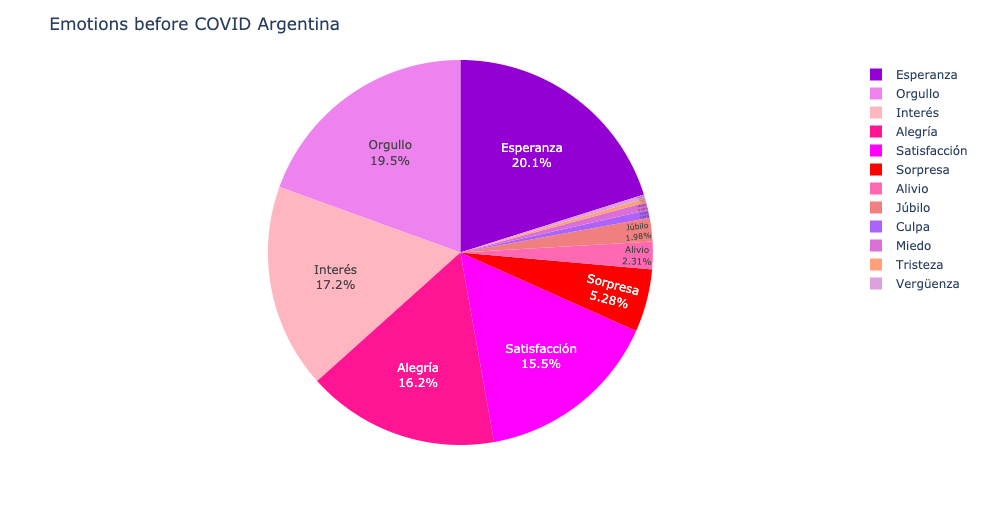 Emotions before COVID Argentina
Esperanza
20.1%
Orgullo
19.5%
Interés
17.2%
Alegría
16.2%
Satisfacción
15.5%
Sorpresa
5.28%
Alivio
2.31%
Júbilo
1.98%
Esperanza
Orgullo
Interés
Alegría
Satisfacción
Sorpresa
Alivio
Júbilo
Culpa
Miedo
Tristeza
Vergüenza